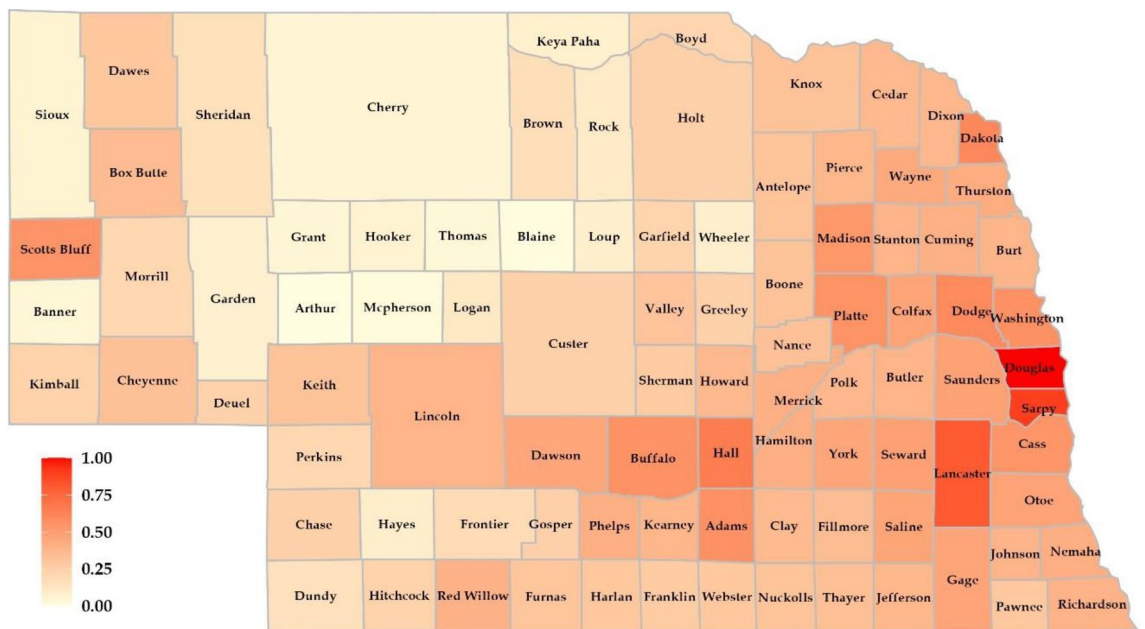 Keya Paha
Boyd
Dawes
Knox
Cedar
Sioux
Sheridan
Cherry
Brown
Rock
Holt
Dixon
Dakota
Box Butte
Antelope
Pierce
Wayne
Thurston
Scotts Bluff
Grant
Hooker
Thomas
Blaine
Loup
Garfield
Wheeler
Madison
Stanton
Cuming
Burt
Morrill
Garden
Boone
Banner
Arthur
Mcpherson
Logan
Valley
Greeley
Platte
Colfax
Dodge
Washington
Custer
Nance
Douglas
Kimball
Cheyenne
Deuel
Keith
Lincoln
Sherman
Howard
Merrick
Polk
Butler
Saunders
Sarpy
Perkins
Dawson
Buffalo
Hall
Hamilton
York
Seward
Lancaster
Cass
Otoe
Chase
Hayes
Frontier
Gosper
Phelps
Kearney
Adams
Clay
Fillmore
Saline
Johnson
Nemaha
Gage
Dundy
Hitchcock
Red Willow
Furnas
Harlan
Franklin
Webster
Nuckolls
Thayer
Jefferson
Pawnee
Richardson
1.00
0.75
0.50
0.25
0.00